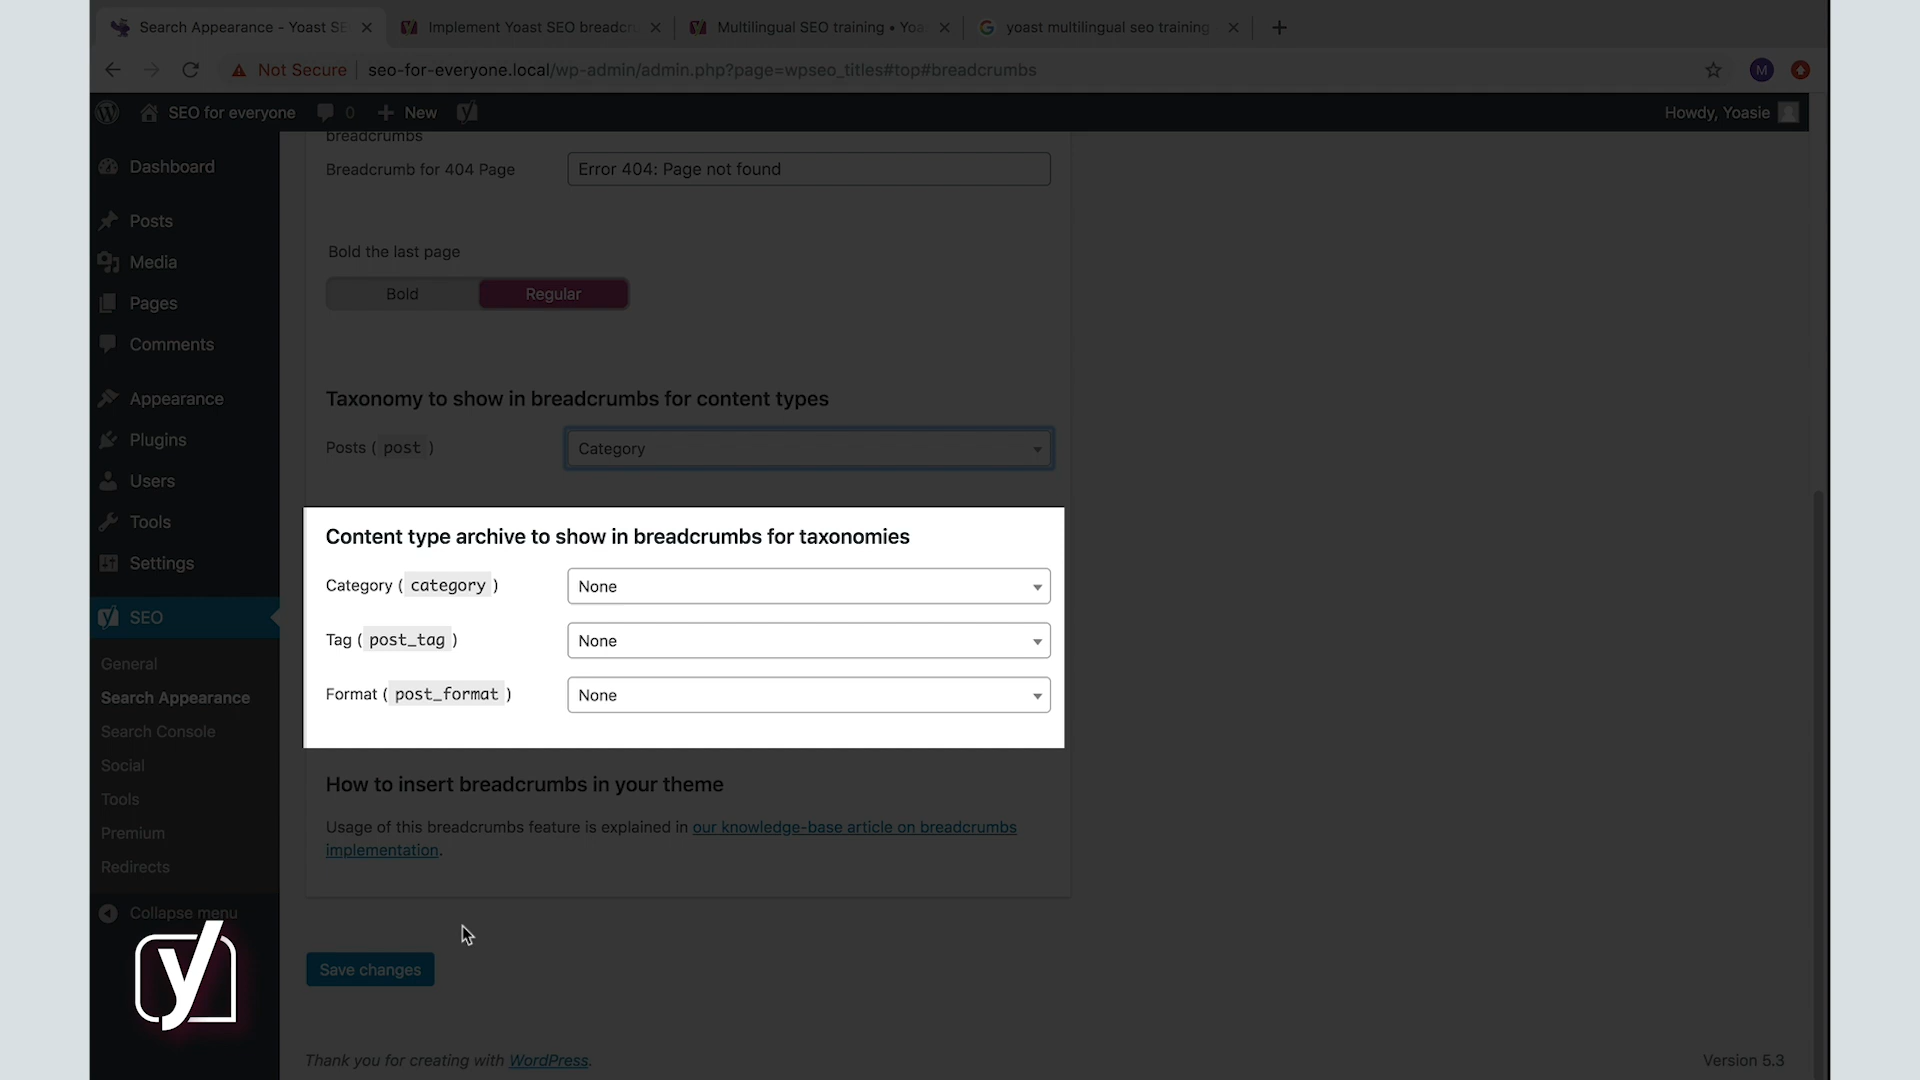 Search Appearance - Yoast SE
Implement Yoast SEO breadcru
Multilingual SEO training • Yoa
yoast multilingual seo training
Not Secure
seo-for-everyone.local/wp-admin/admin.php?page=wpseo_titles#top#breadcrumbs
M
SEO for everyone
0
New
Howdy, Yoasie
Dashboard
Posts
Media
Pages
Comments
Appearance
Plugins
Users
Tools
Settings
SEO
General
Search Appearance
Search Console
Social
Tools
Premium
Redirects
Collapse menu
breadcrumbs
Breadcrumb for 404 Page
Error 404: Page not found
Bold the last page
Bold
Regular
Taxonomy to show in breadcrumbs for content types
Posts ( post )
Category
Content type archive to show in breadcrumbs for taxonomies
Category ( category )
None
Tag ( post_tag )
None
Format ( post_format )
None
How to insert breadcrumbs in your theme
Usage of this breadcrumbs feature is explained in our knowledge-base article on breadcrumbs
implementation.
Save changes
y
Thank you for creating with WordPress.
Version 5.3